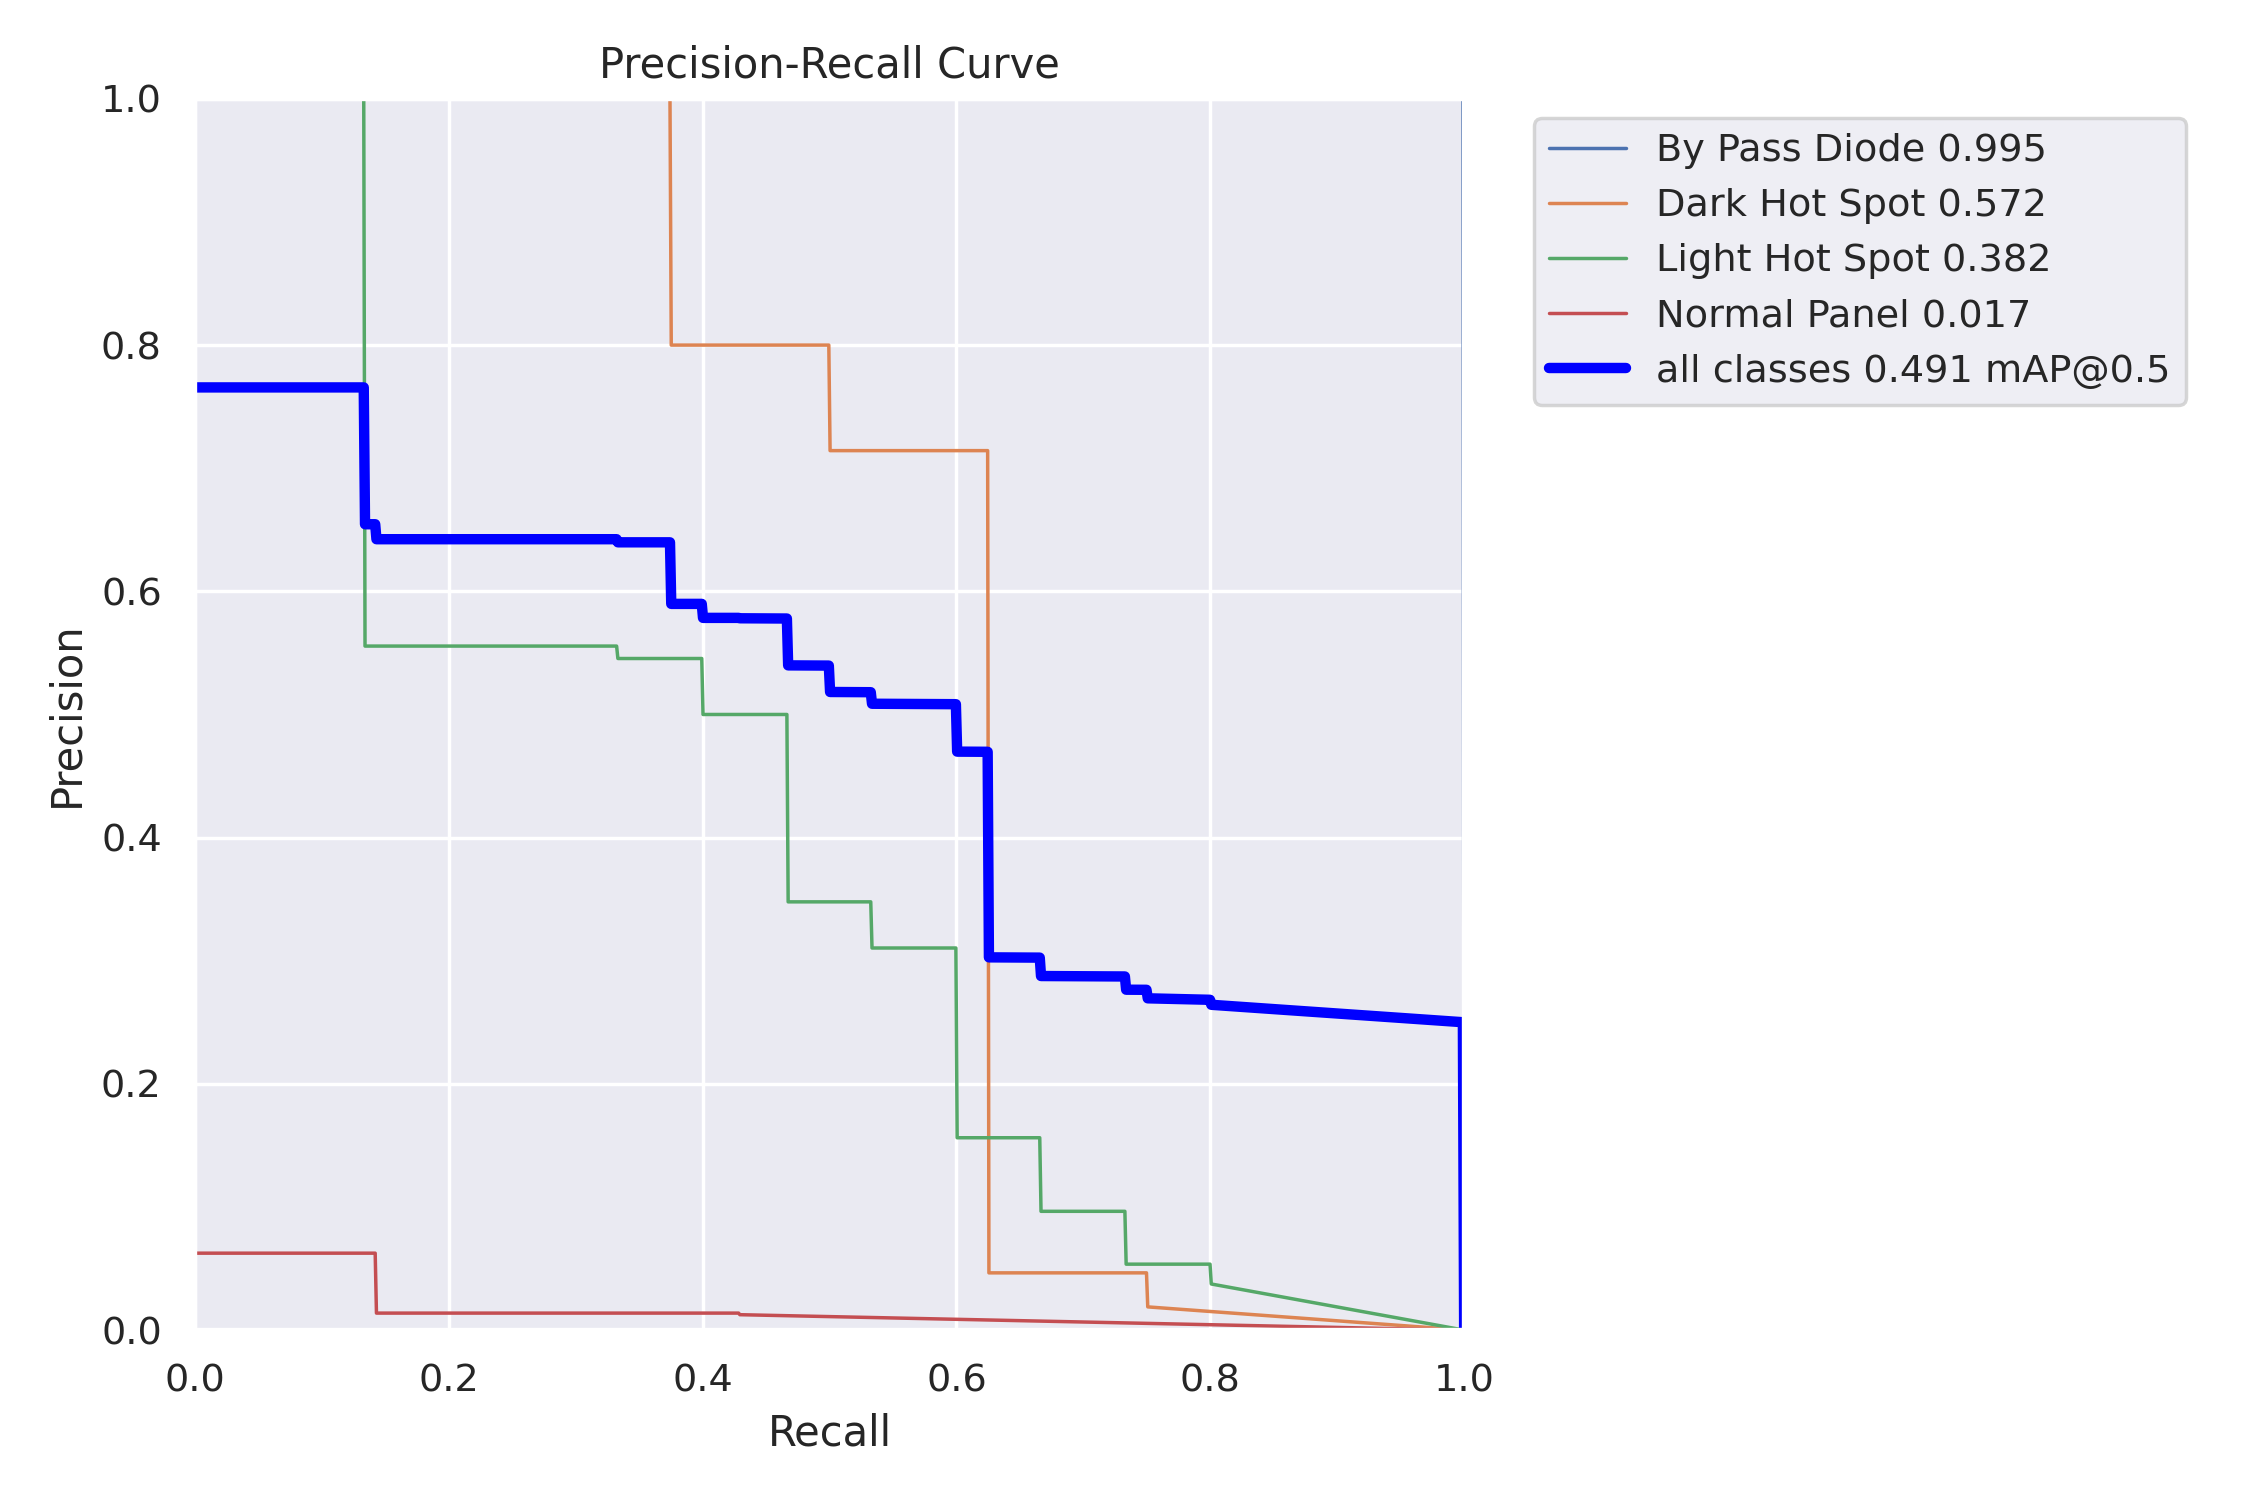 Precision-Recall Curve
1.0
0.8
0.6
0.4
0.2
0.0
Precision
0.0 0.2 0.4 0.6 0.8 1.0
Recall
By Pass Diode 0.995
Dark Hot Spot 0.572
Light Hot Spot 0.382
Normal Panel 0.017
all classes 0.491 mAP@0.5